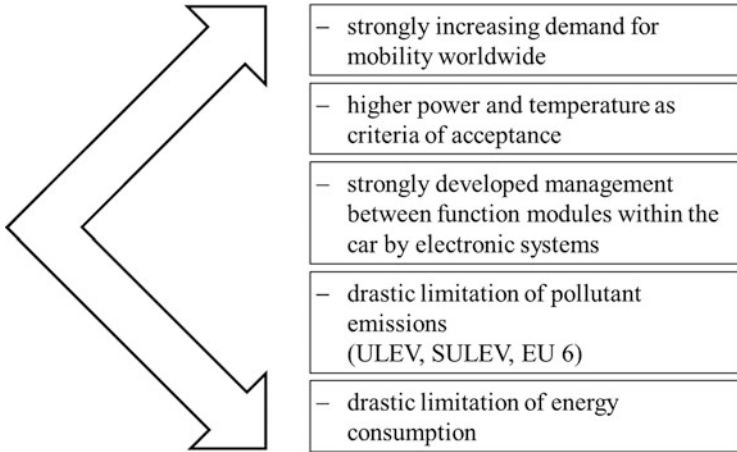 – strongly increasing demand for
mobility worldwide
– higher power and temperature as
criteria of acceptance
– strongly developed management
between function modules within the
car by electronic systems
– drastic limitation of pollutant
emissions
(ULEV, SULEV, EU 6)
– drastic limitation of energy
consumption